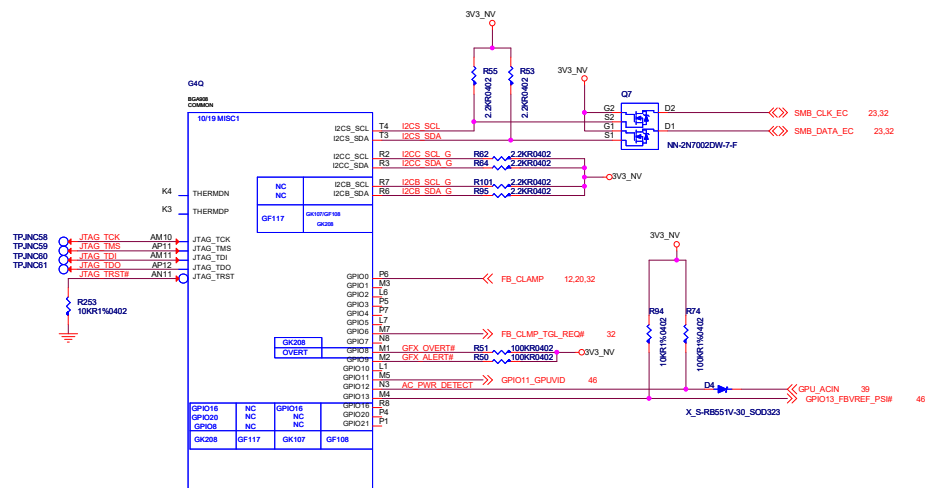 3V3_NV
R55
2.2KR0402
R53
2.2KR0402
3V3_NV
G4Q
BGA908
COMMON
10/19 MISC1
Q7
G2
S2
G1
S1
D2
D1
SMB_CLK_EC 23,32
SMB_DATA_EC 23,32
NN-2N7002DW-7-F
I2CS_SCL T4 I2CS_SCL
I2CS_SDA T3 I2CS_SDA
I2CC_SCL R2 I2CC_SCL_G R62 2.2KR0402
I2CC_SDA R3 I2CC_SDA_G R64 2.2KR0402
3V3_NV
I2CB_SCL R7 I2CB_SCL_G R101 2.2KR0402
I2CB_SDA R6 I2CB_SDA_G R95 2.2KR0402
K4 THERMDN
K3 THERMDP
NC
NC
GF117
GK107/GF108
GK208
TPJNC58 JTAG_TCK AM10 JTAG_TCK
TPJNC59 JTAG_TMS AP11 JTAG_TMS
TPJNC60 JTAG_TDI AM11 JTAG_TDI
TPJNC61 JTAG_TDO AP12 JTAG_TDO
JTAG_TRST# AN11 JTAG_TRST
R253
10KR1%0402
3V3_NV
R94
10KR1%0402
R74
100KR1%0402
GPIO0 P6 FB_CLAMP 12,20,32
GPIO1 M3
GPIO2 L6
GPIO3 P5
GPIO4 P7
GPIO5 L7
GPIO6 M7 FB_CLMP_TGL_REQ# 32
GPIO7 N8
GPIO8 M1 GFX_OVERT# R51 100KR0402
3V3_NV
GPIO9 M2 GFX_ALERT# R50 100KR0402
GPIO10 L1
GPIO11 M5 GPIO11_GPUVID 46
GPIO12 N3 AC_PWR_DETECT D4 GPU_ACIN 39
GPIO13 M4 GPIO13_FBVREF_PSI# 46
GPIO16 R8
GPIO20 P4
GPIO21 P1
X_S-RB551V-30_SOD323
GK208
OVERT
GPIO16 NC GPIO16 NC
GPIO20 NC NC NC
GPIO8 NC NC NC
GK208 GF117 GK107 GF108